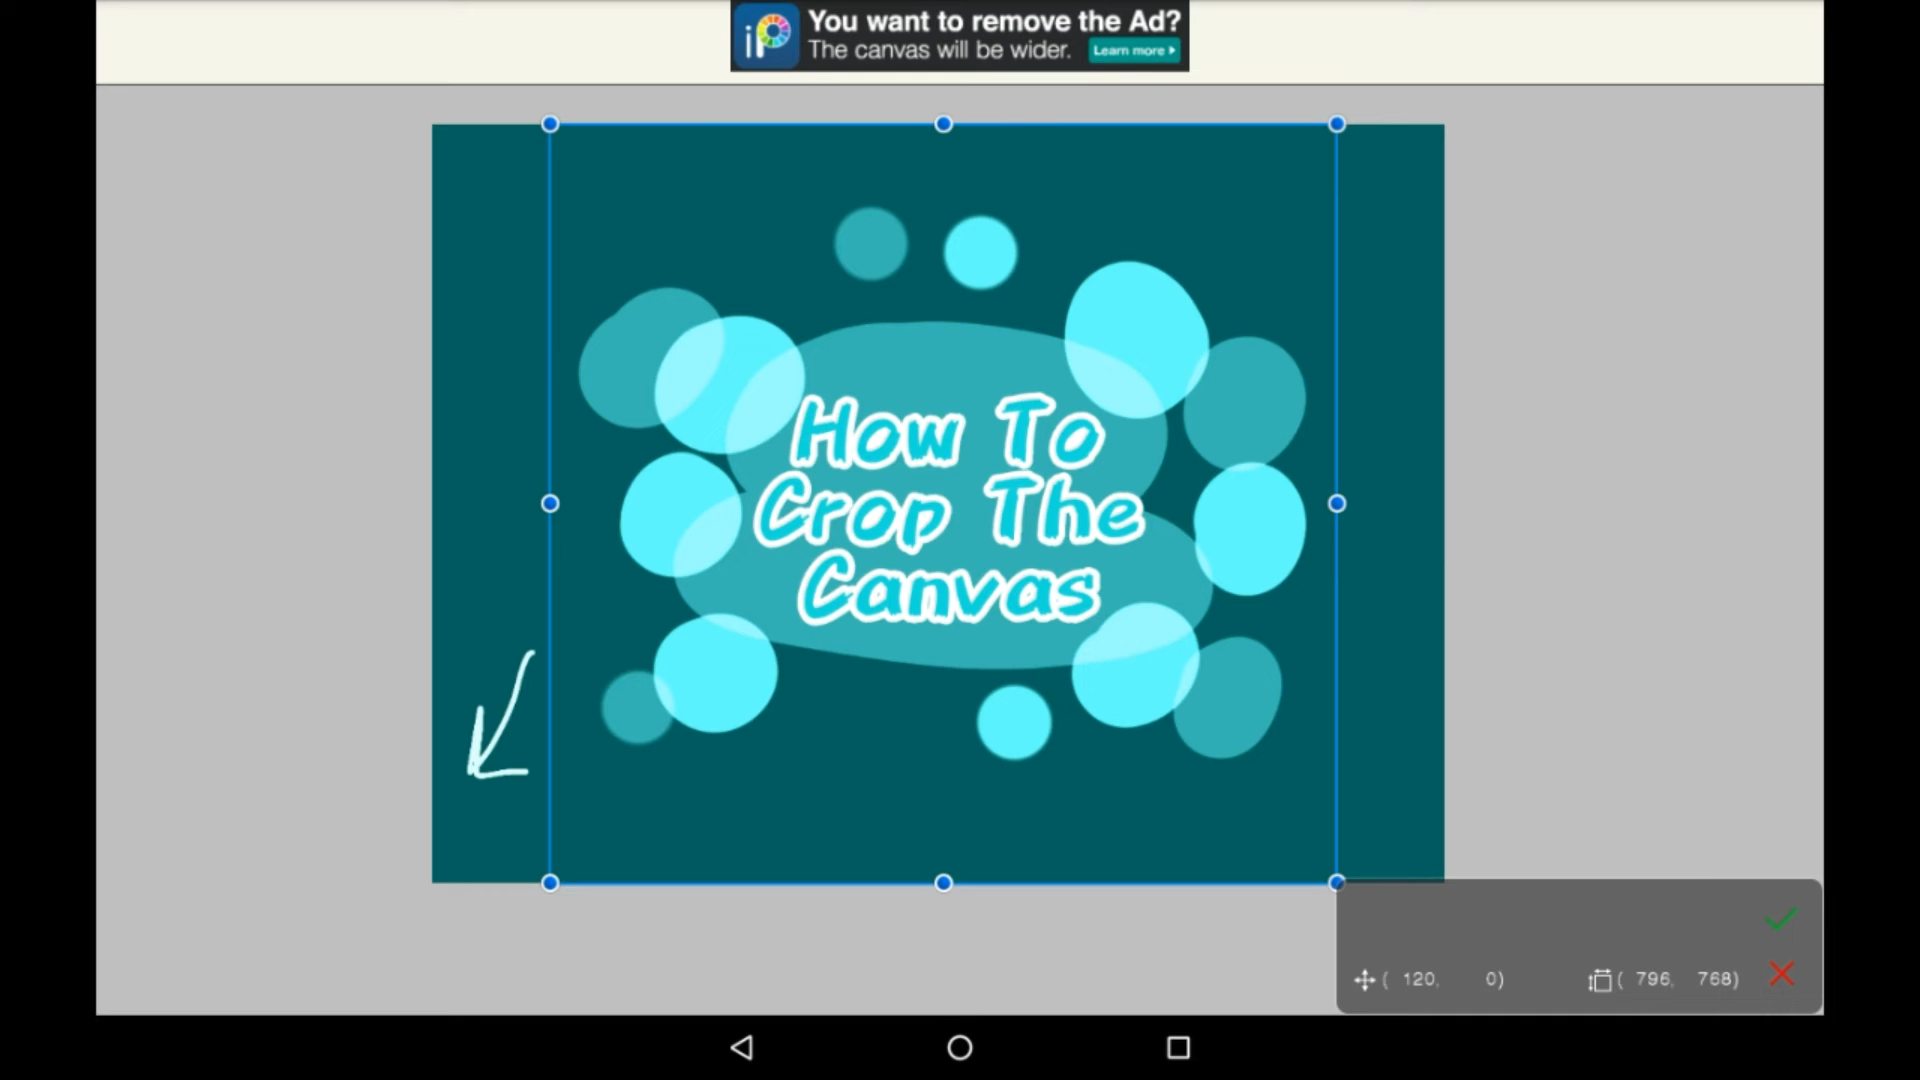 iP
You want to remove the Ad?
The canvas will be wider.
Learn more
How To
Crop The
Canvas
( 120, 0) ( 796, 768)